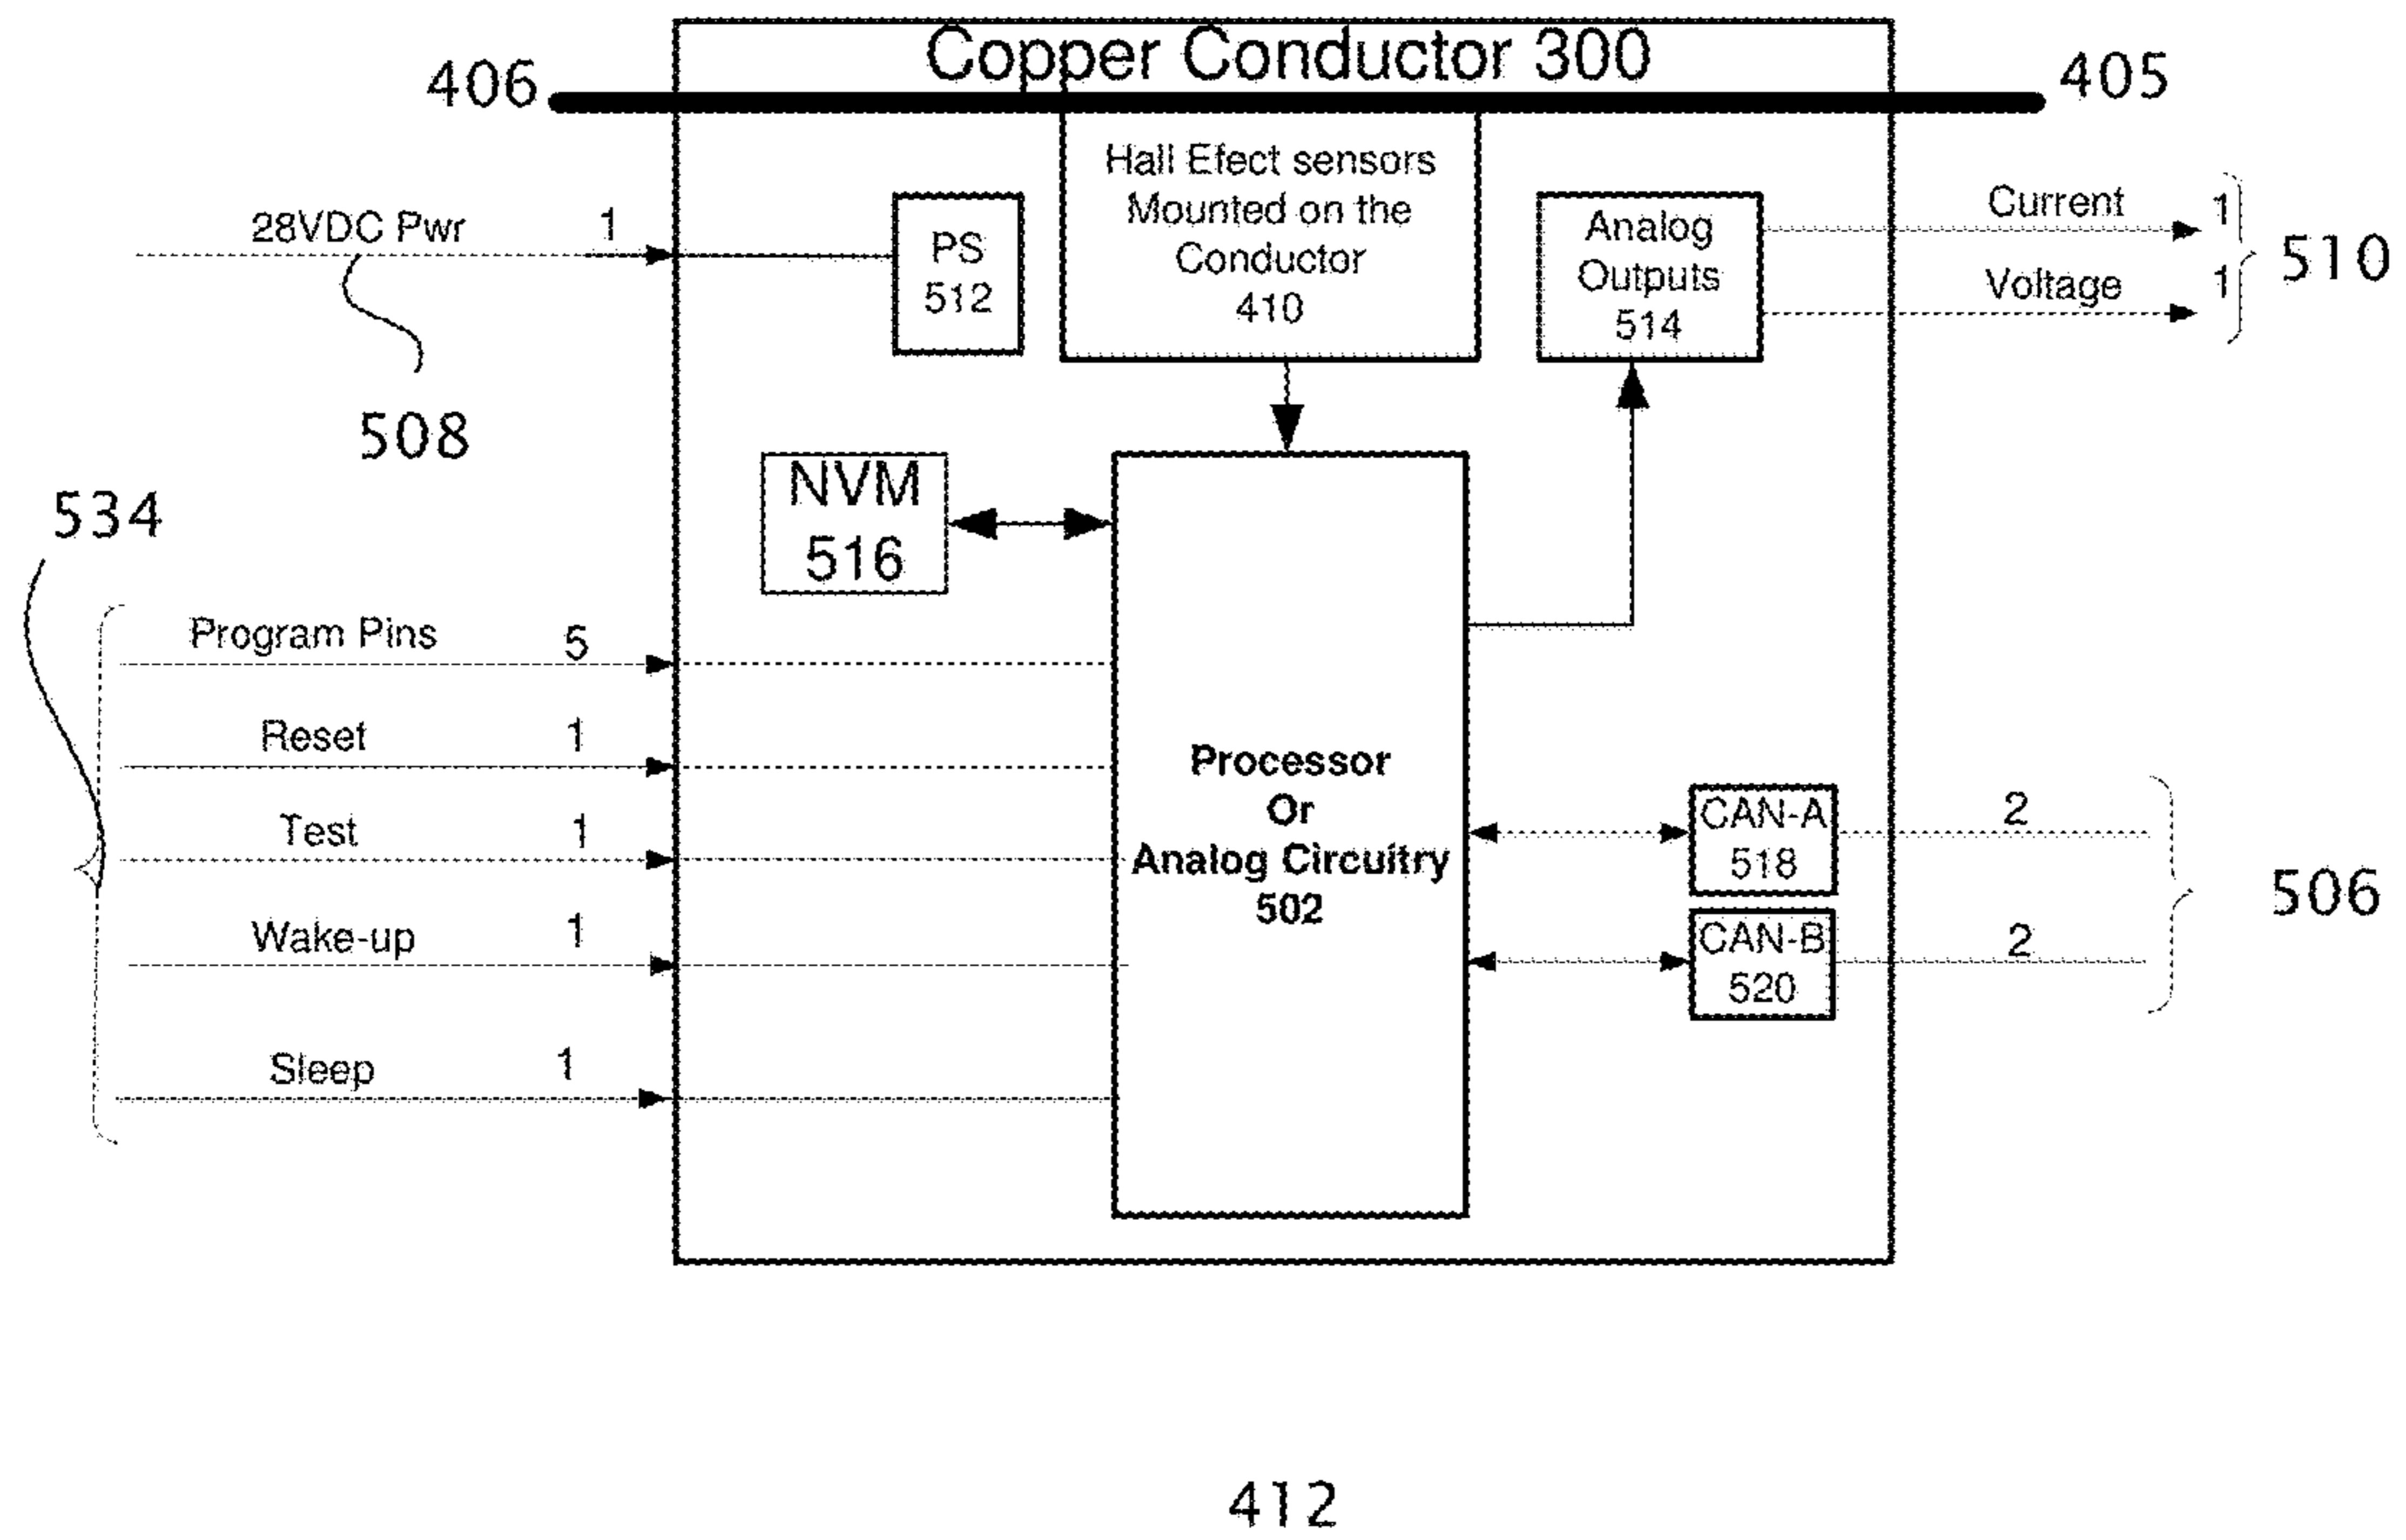 Copper Conductor 300
406
405
Hall Efect sensors
Mounted on the
Conductor
410
28VDC Pwr 1
PS
512
Analog
Outputs
514
Current 1
Voltage 1
510
508
NVM
516
534
Program Pins 5
Reset 1
Test 1
Wake-up 1
Sleep 1
Processor
Or
Analog Circuitry
502
CAN-A
518
2
CAN-B
520
2
506
412